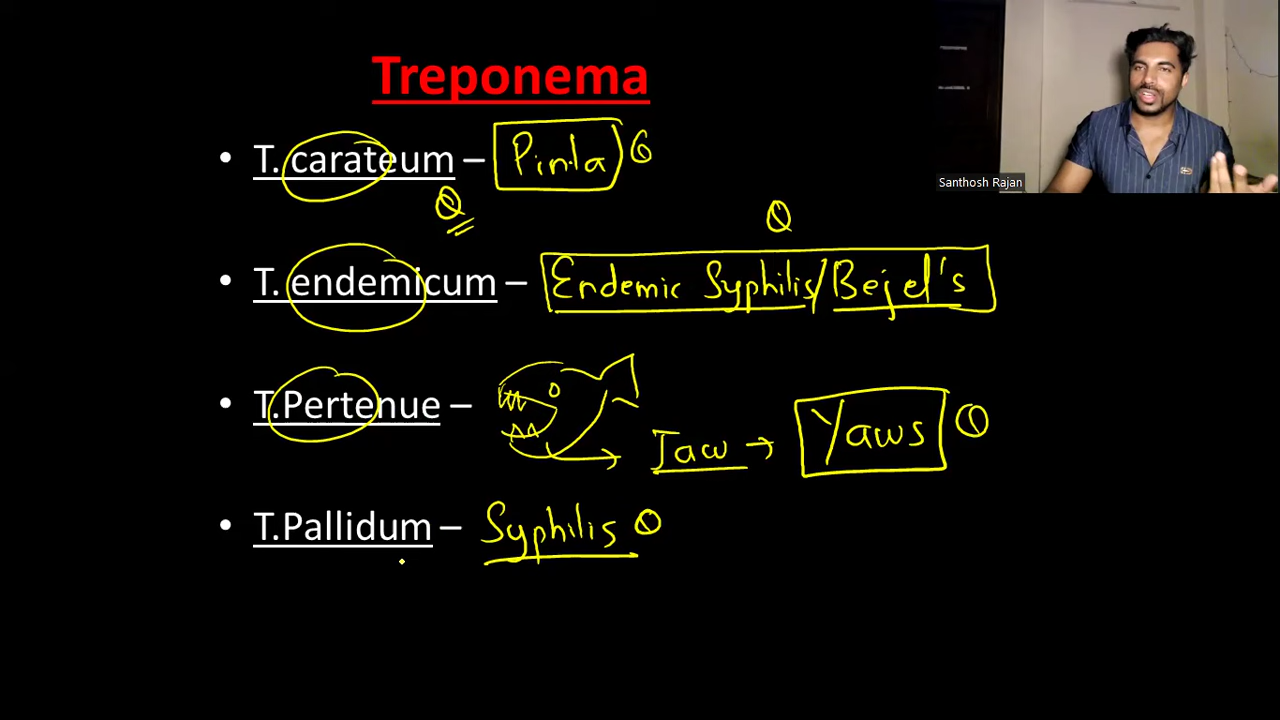 Treponema
Santhosh Rajan
• T. carateum – Pinta
• T. endemicum – Endemic Syphilis/Bejel's
• T.Pertenue – Jaw → Yaws
• T.Pallidum – Syphilis